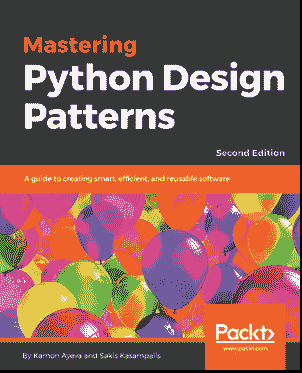 Mastering
Python Design
Patterns
Second Edition
A guide to creating smart, efficient, and reusable software
By Kamon Ayeva and Sakis Kasampalis
Packt>
www.packt.com